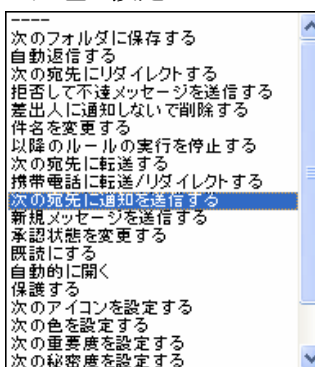 ----
次のフォルダに保存する
自動返信する
次の宛先にリダイレクトする
拒否して不達メッセージを送信する
差出人に通知しないで削除する
件名を変更する
以降のルールの実行を停止する
次の宛先に転送する
携帯電話に転送/リダイレクトする
次の宛先に通知を送信する
新規メッセージを送信する
承認状態を変更する
既読にする
自動的に開く
保護する
次のアイコンを設定する
次の色を設定する
次の重要度を設定する
次の秘密度を設定する